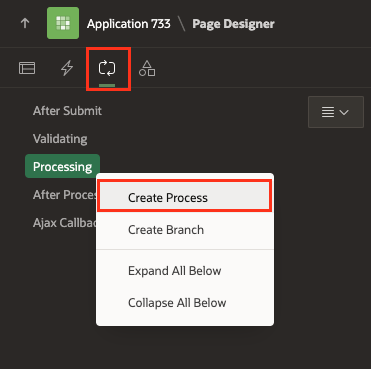 Application 733 \ Page Designer
After Submit
Validating
Processing
After Proces
Ajax Callbac
Create Process
Create Branch
Expand All Below
Collapse All Below